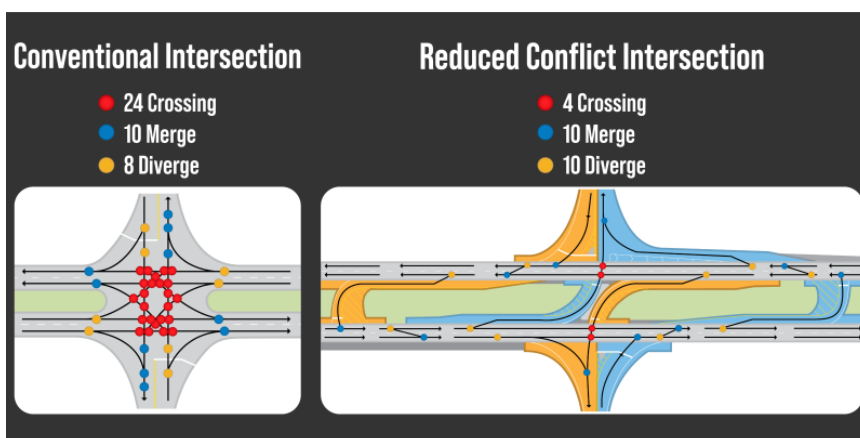 Conventional Intersection
24 Crossing
10 Merge
8 Diverge
Reduced Conflict Intersection
4 Crossing
10 Merge
10 Diverge